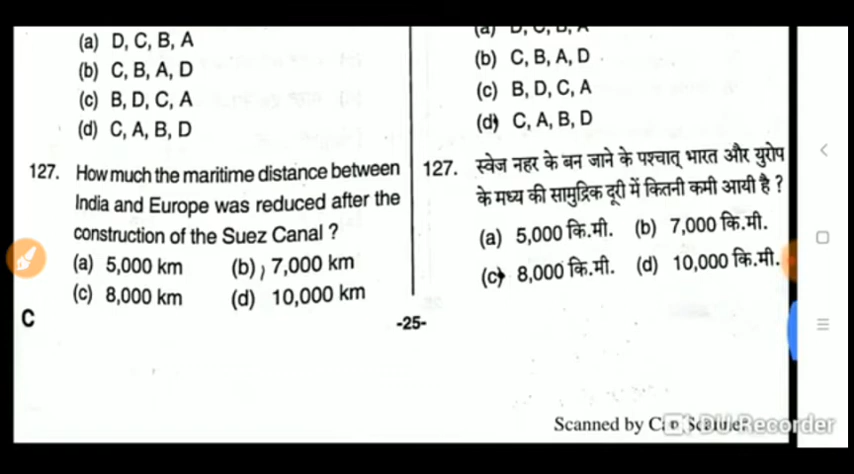 (a) D, C, B, A
(b) C, B, A, D
(c) B, D, C, A
(d) C, A, B, D
127. How much the maritime distance between
India and Europe was reduced after the
construction of the Suez Canal ?
(a) 5,000 km (b) 7,000 km
(c) 8,000 km (d) 10,000 km
C
(a) D, C, B, A
(b) C, B, A, D
(c) B, D, C, A
(d) C, A, B, D
127. स्वेज नहर के बन जाने के पश्चात् भारत और युरोप
के मध्य की सामुद्रिक दूरी में कितनी कमी आयी है ?
(a) 5,000 कि.मी. (b) 7,000 कि.मी.
(c) 8,000 कि.मी. (d) 10,000 कि.मी.
-25-
Scanned by
DU Recorder